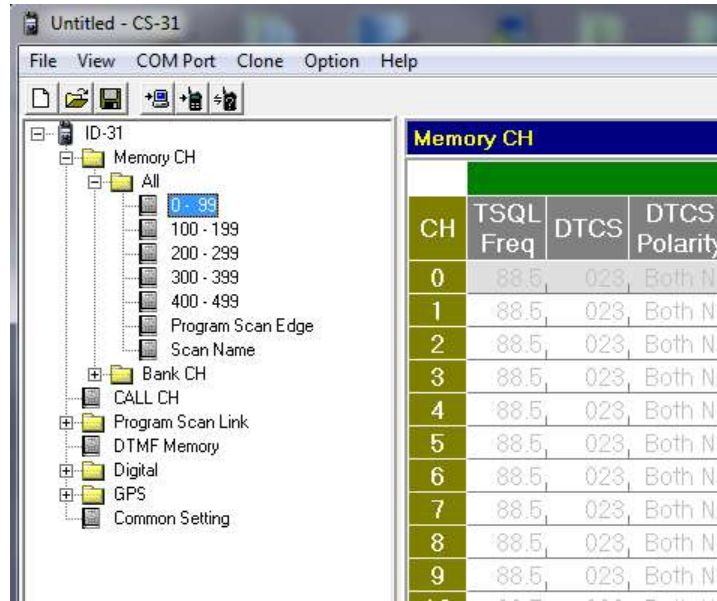 Untitled - CS-31
File View COM Port Clone Option Help
ID-31
Memory CH
All
0 - 99
100 - 199
200 - 299
300 - 399
400 - 499
Program Scan Edge
Scan Name
Bank CH
CALL CH
Program Scan Link
DTMF Memory
Digital
GPS
Common Setting
Memory CH
CH TSQL Freq DTCS DTCS Polarity
0 88.5 023 Both N
1 88.5 023 Both N
2 88.5 023 Both N
3 88.5 023 Both N
4 88.5 023 Both N
5 88.5 023 Both N
6 88.5 023 Both N
7 88.5 023 Both N
8 88.5 023 Both N
9 88.5 023 Both N